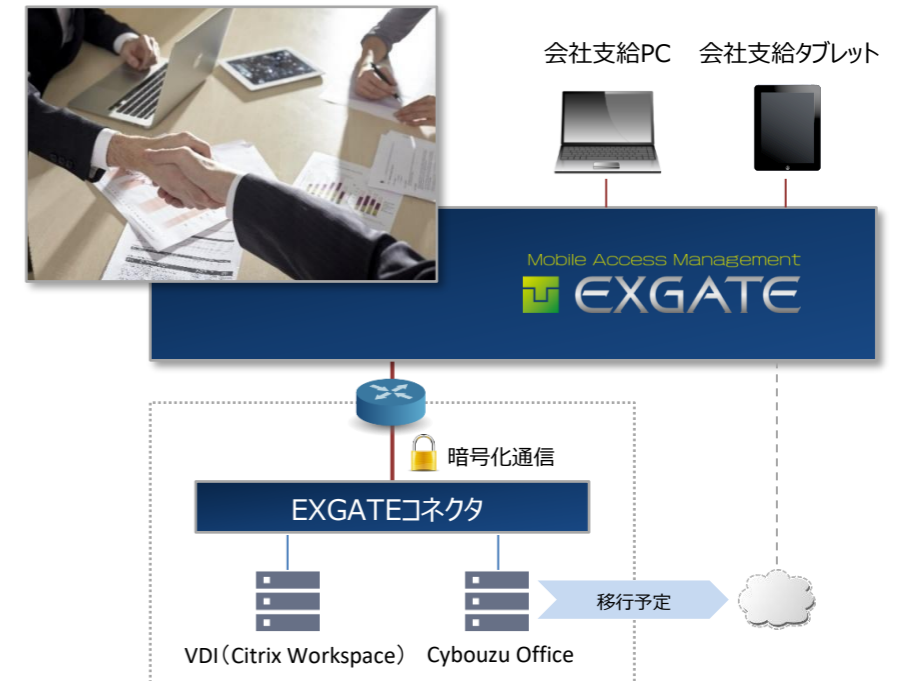 会社支給PC
会社支給タブレット
Mobile Access Management
EXGATE
暗号化通信
EXGATEコネクタ
移行予定
VDI（Citrix Workspace）
Cybouzu Office